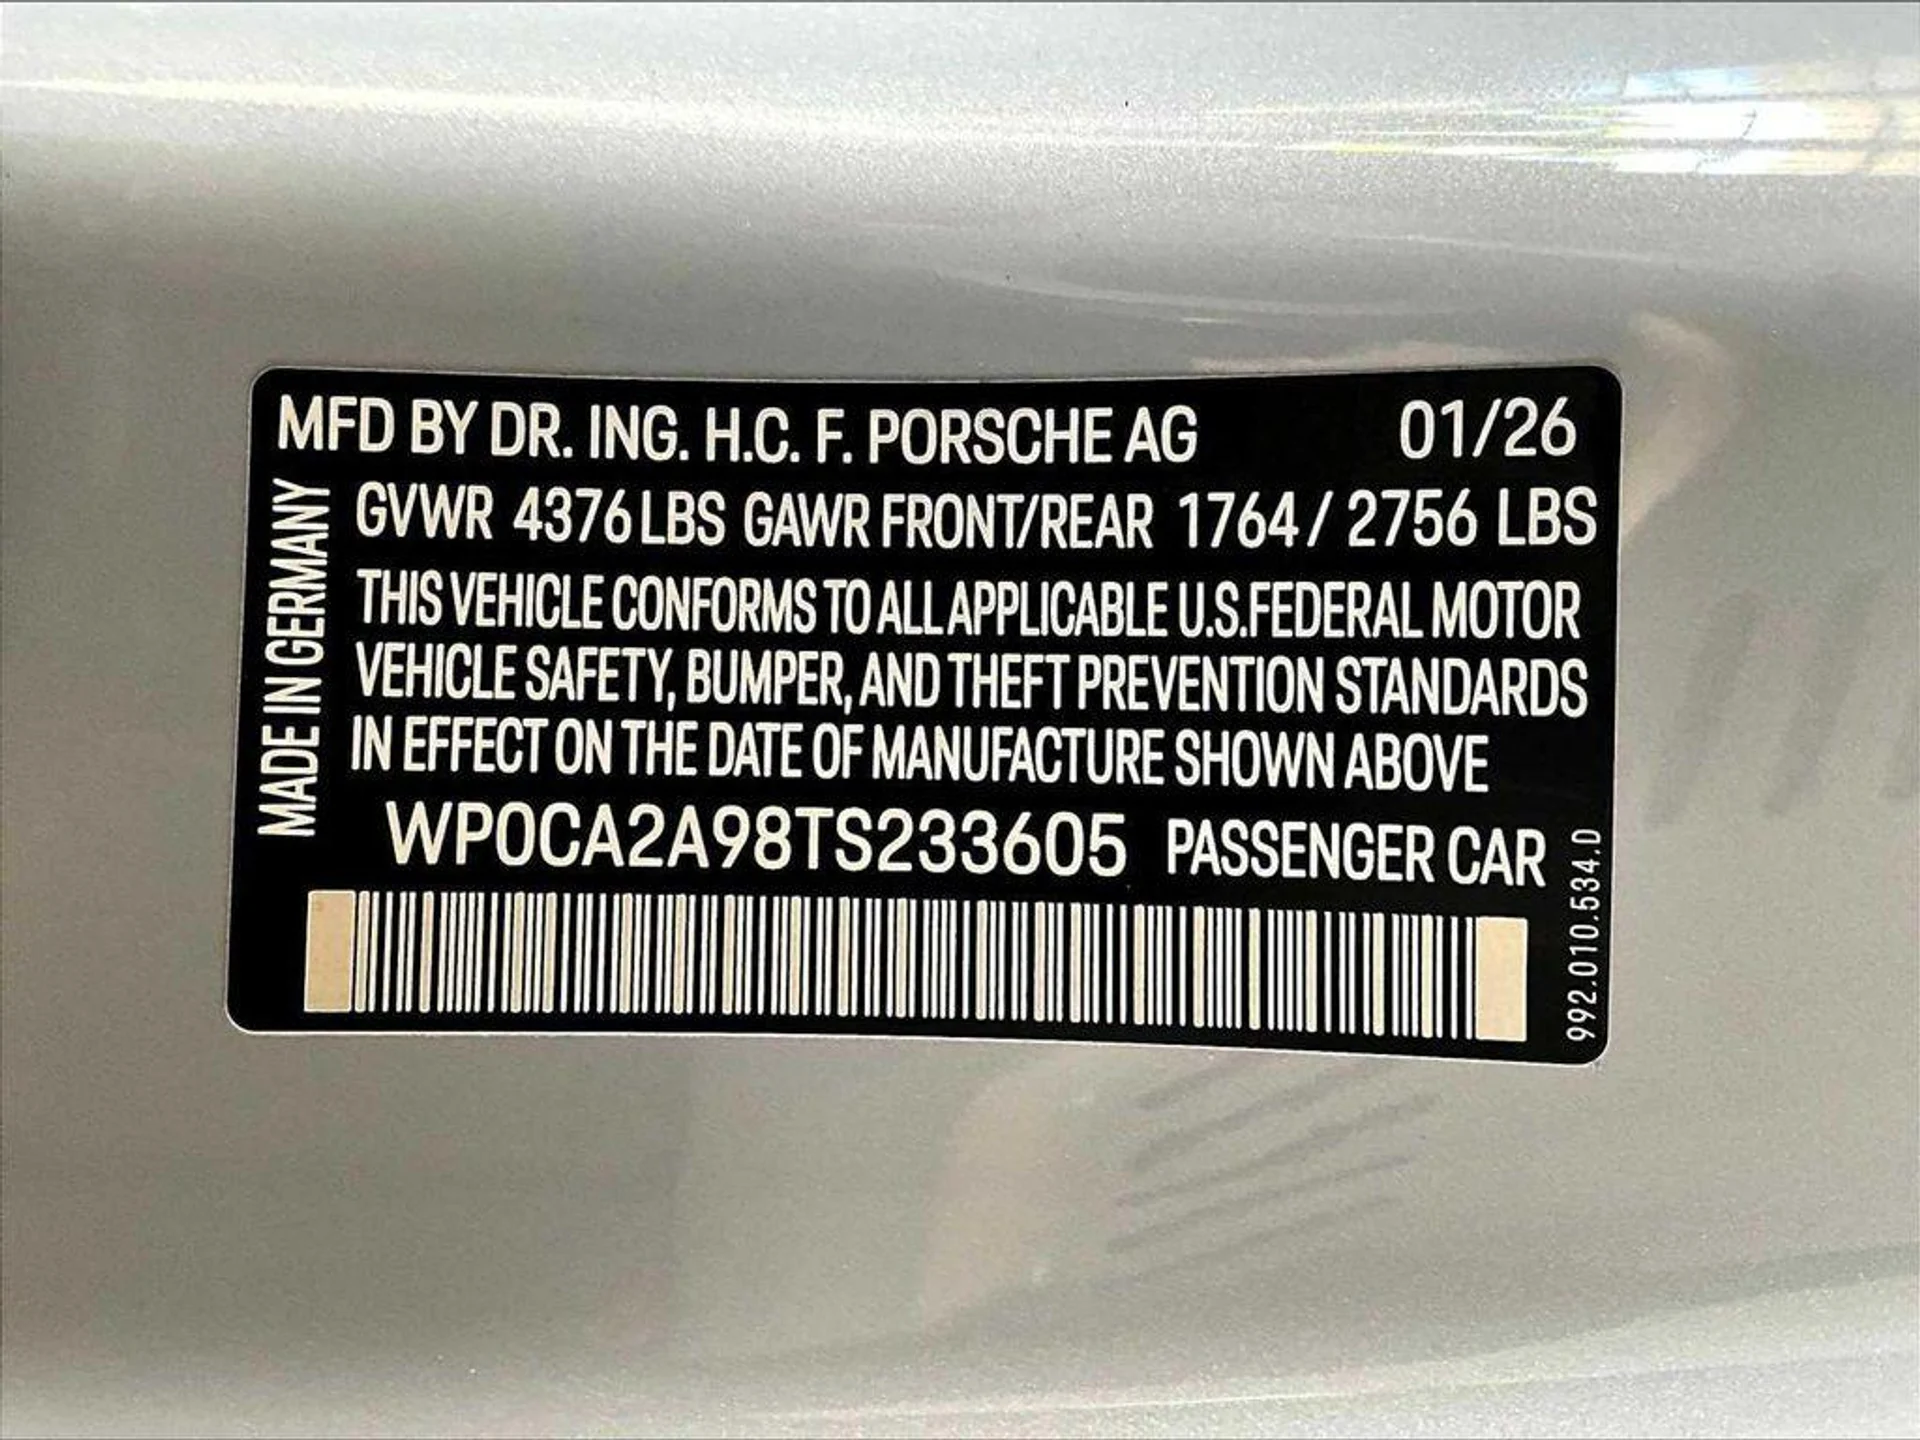 MFD BY DR. ING. H.C. F. PORSCHE AG 01/26
GVWR 4376 LBS GAWR FRONT/REAR 1764 / 2756 LBS
THIS VEHICLE CONFORMS TO ALL APPLICABLE U.S.FEDERAL MOTOR
VEHICLE SAFETY, BUMPER, AND THEFT PREVENTION STANDARDS
IN EFFECT ON THE DATE OF MANUFACTURE SHOWN ABOVE
WP0CA2A98TS233605 PASSENGER CAR
MADE IN GERMANY
992.010.534.D